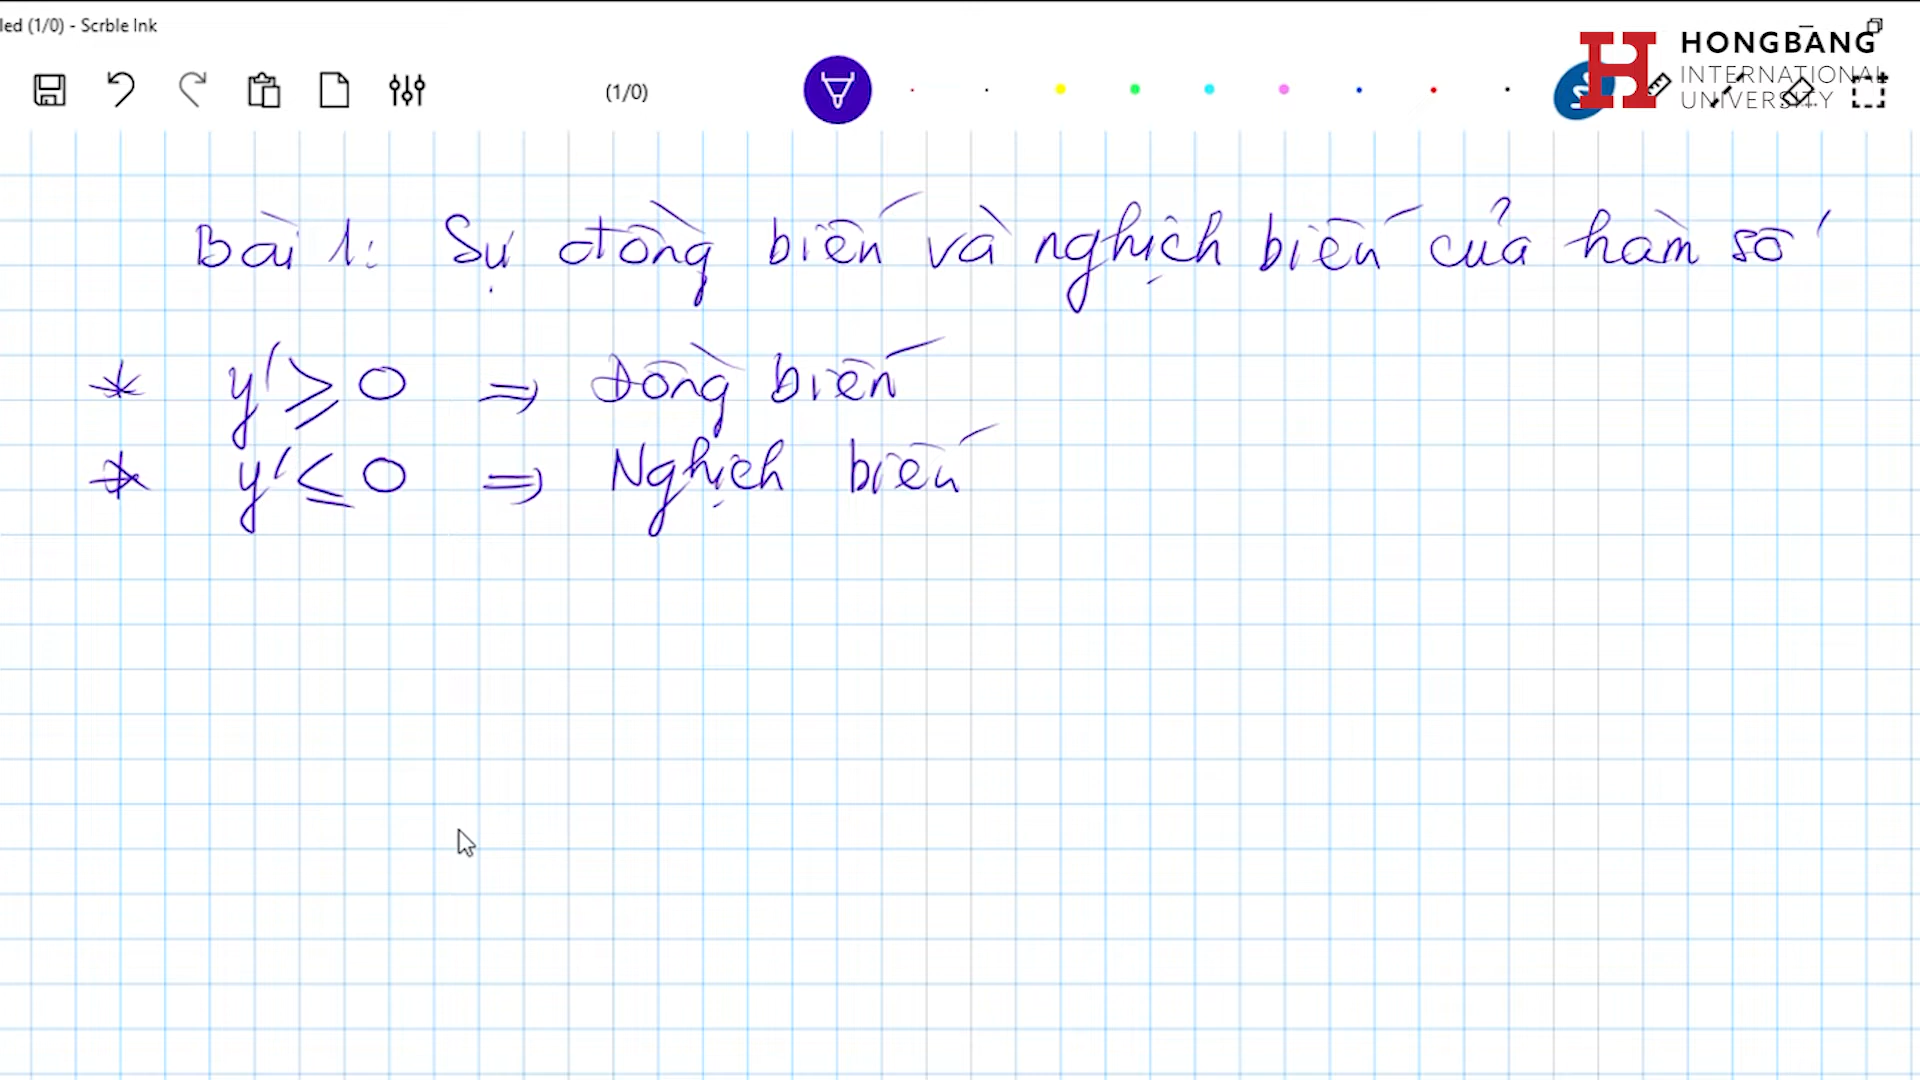 led (1/0) - Scrble Ink
HONGBANG
INTERNATIONAL
UNIVERSITY
(1/0)
Bài 1: Sự đồng biến và nghịch biến của hàm số
* y' ≥ 0 ⇒ Đồng biến
* y' ≤ 0 ⇒ Nghịch biến